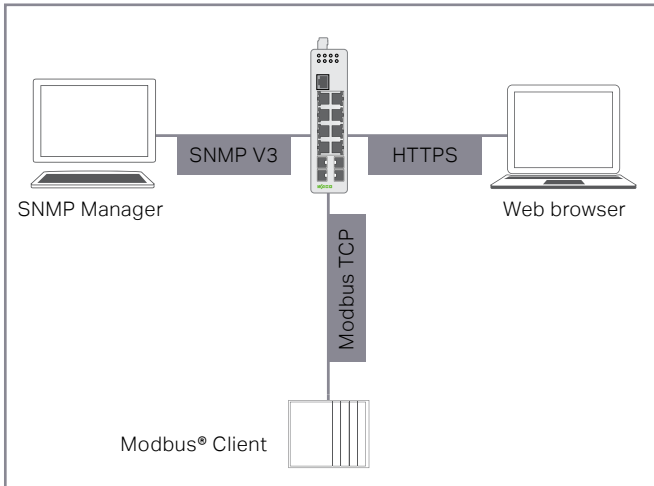 SNMP V3
HTTPS
SNMP Manager
Web browser
Modbus TCP
Modbus® Client